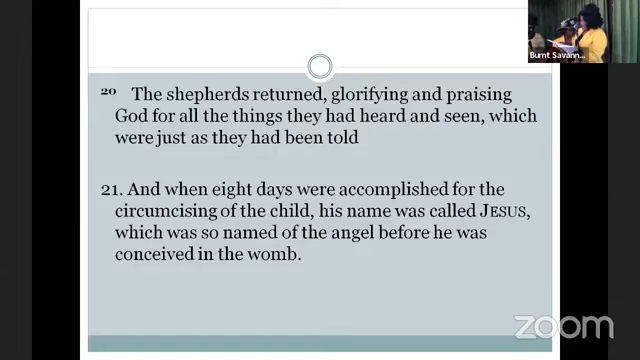 Burnt Savann...
20 The shepherds returned, glorifying and praising
God for all the things they had heard and seen, which
were just as they had been told
21. And when eight days were accomplished for the
circumcising of the child, his name was called JESUS,
which was so named of the angel before he was
conceived in the womb.
zoom